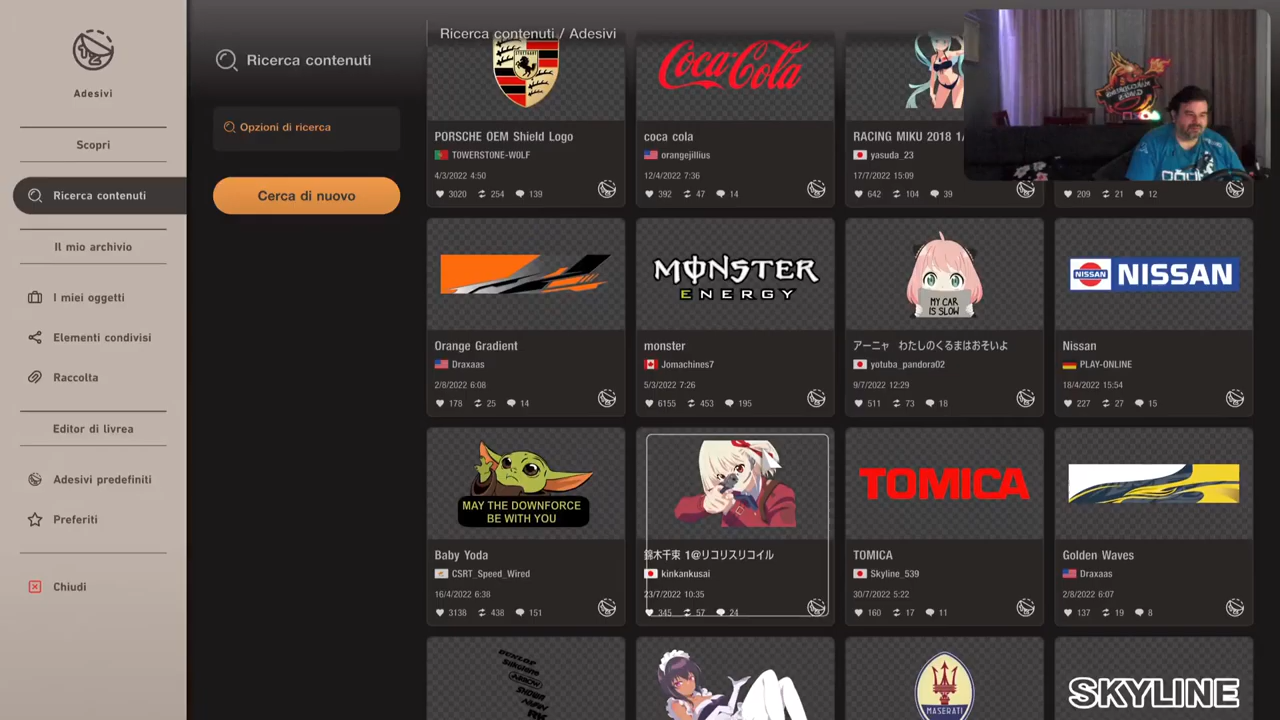 Adesivi
Scopri
Ricerca contenuti
Il mio archivio
I miei oggetti
Elementi condivisi
Raccolta
Editor di livrea
Adesivi predefiniti
Preferiti
Chiudi
Ricerca contenuti
Opzioni di ricerca
Cerca di nuovo
Ricerca contenuti / Adesivi
Coca-Cola
PORSCHE OEM Shield Logo
TOWERSTONE-WOLF
4/3/2022 4:50
3020 254 139
coca cola
orangejillius
12/4/2022 7:36
392 47 14
RACING MIKU 2018 1/
yasuda_23
17/7/2022 15:09
642 104 39
209 21 12
Orange Gradient
Draxaas
2/8/2022 6:08
178 25 14
MONSTER
ENERGY
monster
Jomachines7
5/3/2022 7:26
6155 453 195
MY CAR
IS SLOW
アーニャ わたしのくるまはおそいよ
yotuba_pandora02
9/7/2022 12:29
511 73 18
NISSAN NISSAN
Nissan
PLAY-ONLINE
18/4/2022 15:54
227 27 15
MAY THE DOWNFORCE
BE WITH YOU
Baby Yoda
CSRT_Speed_Wired
16/4/2022 6:38
3138 438 151
錦木千束 1@リコリスリコイル
kinkankusai
23/7/2022 10:35
345 57 24
TOMICA
TOMICA
Skyline_539
30/7/2022 5:22
160 17 11
Golden Waves
Draxaas
2/8/2022 6:07
137 19 8
DUNLOP
MASERATI
SKYLINE